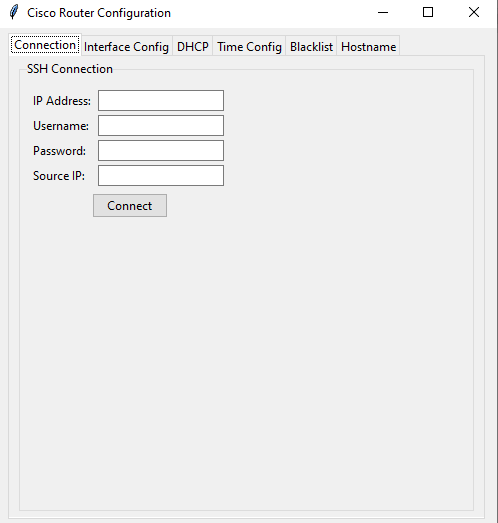 Cisco Router Configuration
Connection Interface Config DHCP Time Config Blacklist Hostname
SSH Connection
IP Address:
Username:
Password:
Source IP:
Connect